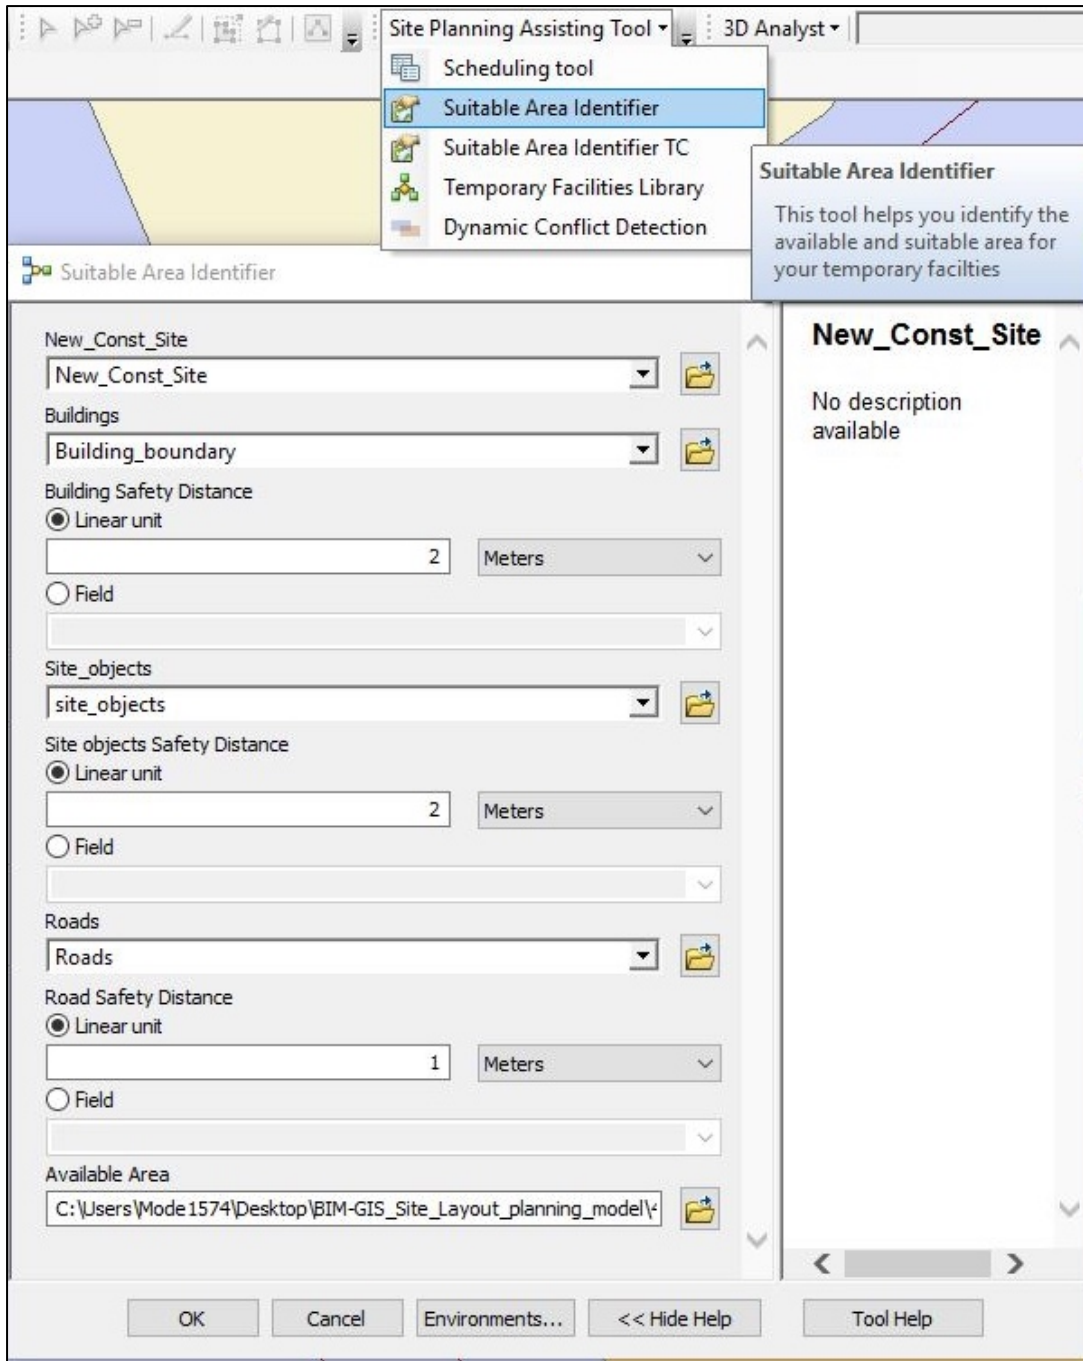 Site Planning Assisting Tool
3D Analyst
Scheduling tool
Suitable Area Identifier
Suitable Area Identifier TC
Temporary Facilities Library
Dynamic Conflict Detection
Suitable Area Identifier
This tool helps you identify the
available and suitable area for
your temporary facilties
Suitable Area Identifier
New_Const_Site
New_Const_Site
Buildings
Building_boundary
Building Safety Distance
Linear unit
2 Meters
Field
Site_objects
site_objects
Site objects Safety Distance
Linear unit
2 Meters
Field
Roads
Roads
Road Safety Distance
Linear unit
1 Meters
Field
Available Area
C:\Users\Mode1574\Desktop\BIM-GIS_Site_Layout_planning_model\
New_Const_Site
No description
available
OK Cancel Environments... << Hide Help Tool Help